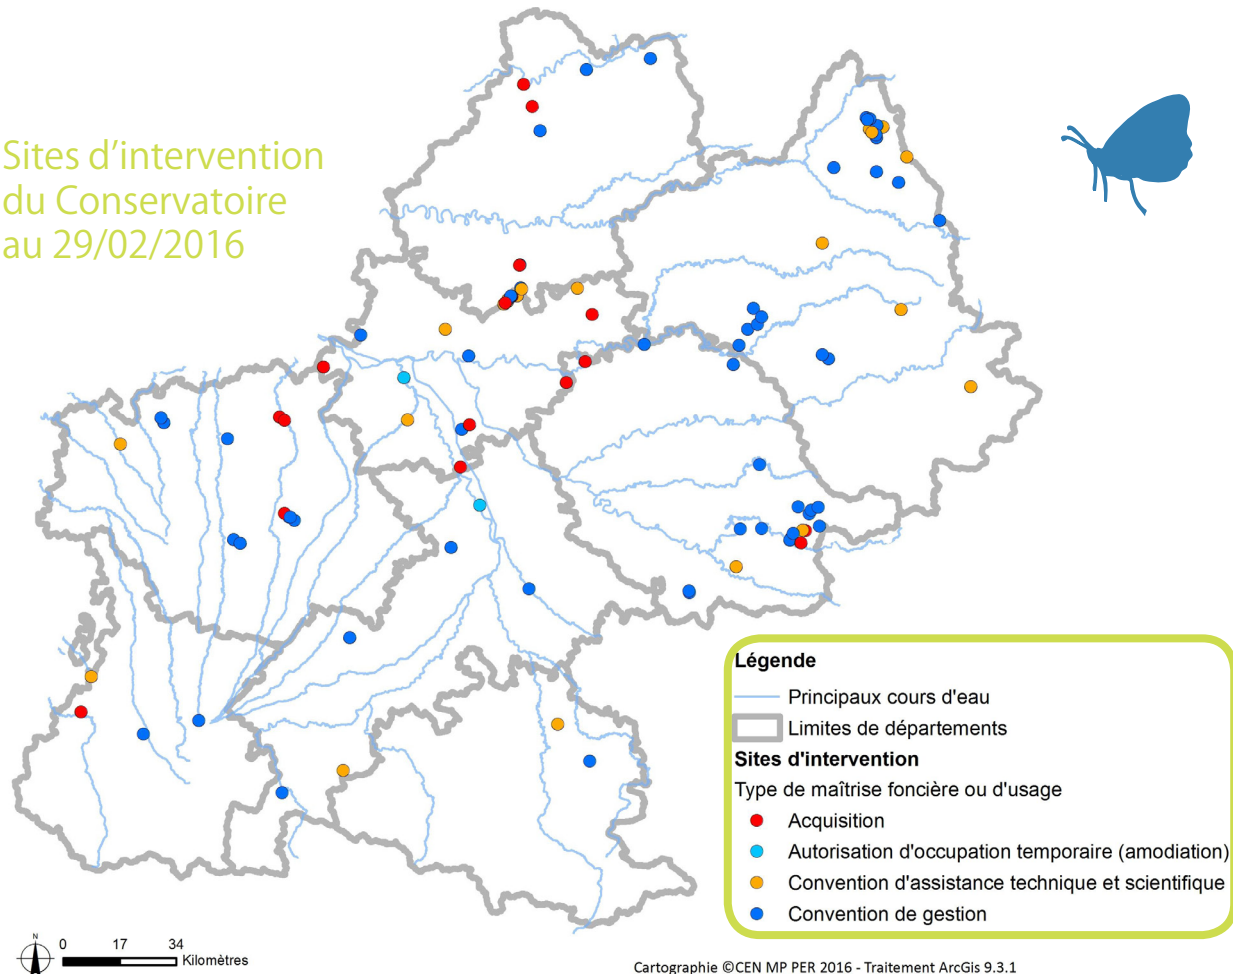 Sites d'intervention
du Conservatoire
au 29/02/2016
Légende
Principaux cours d'eau
Limites de départements
Sites d'intervention
Type de maîtrise foncière ou d'usage
Acquisition
Autorisation d'occupation temporaire (amodiation)
Convention d'assistance technique et scientifique
Convention de gestion
N
0 17 34
Kilomètres
Cartographie ©CEN MP PER 2016 - Traitement ArcGis 9.3.1